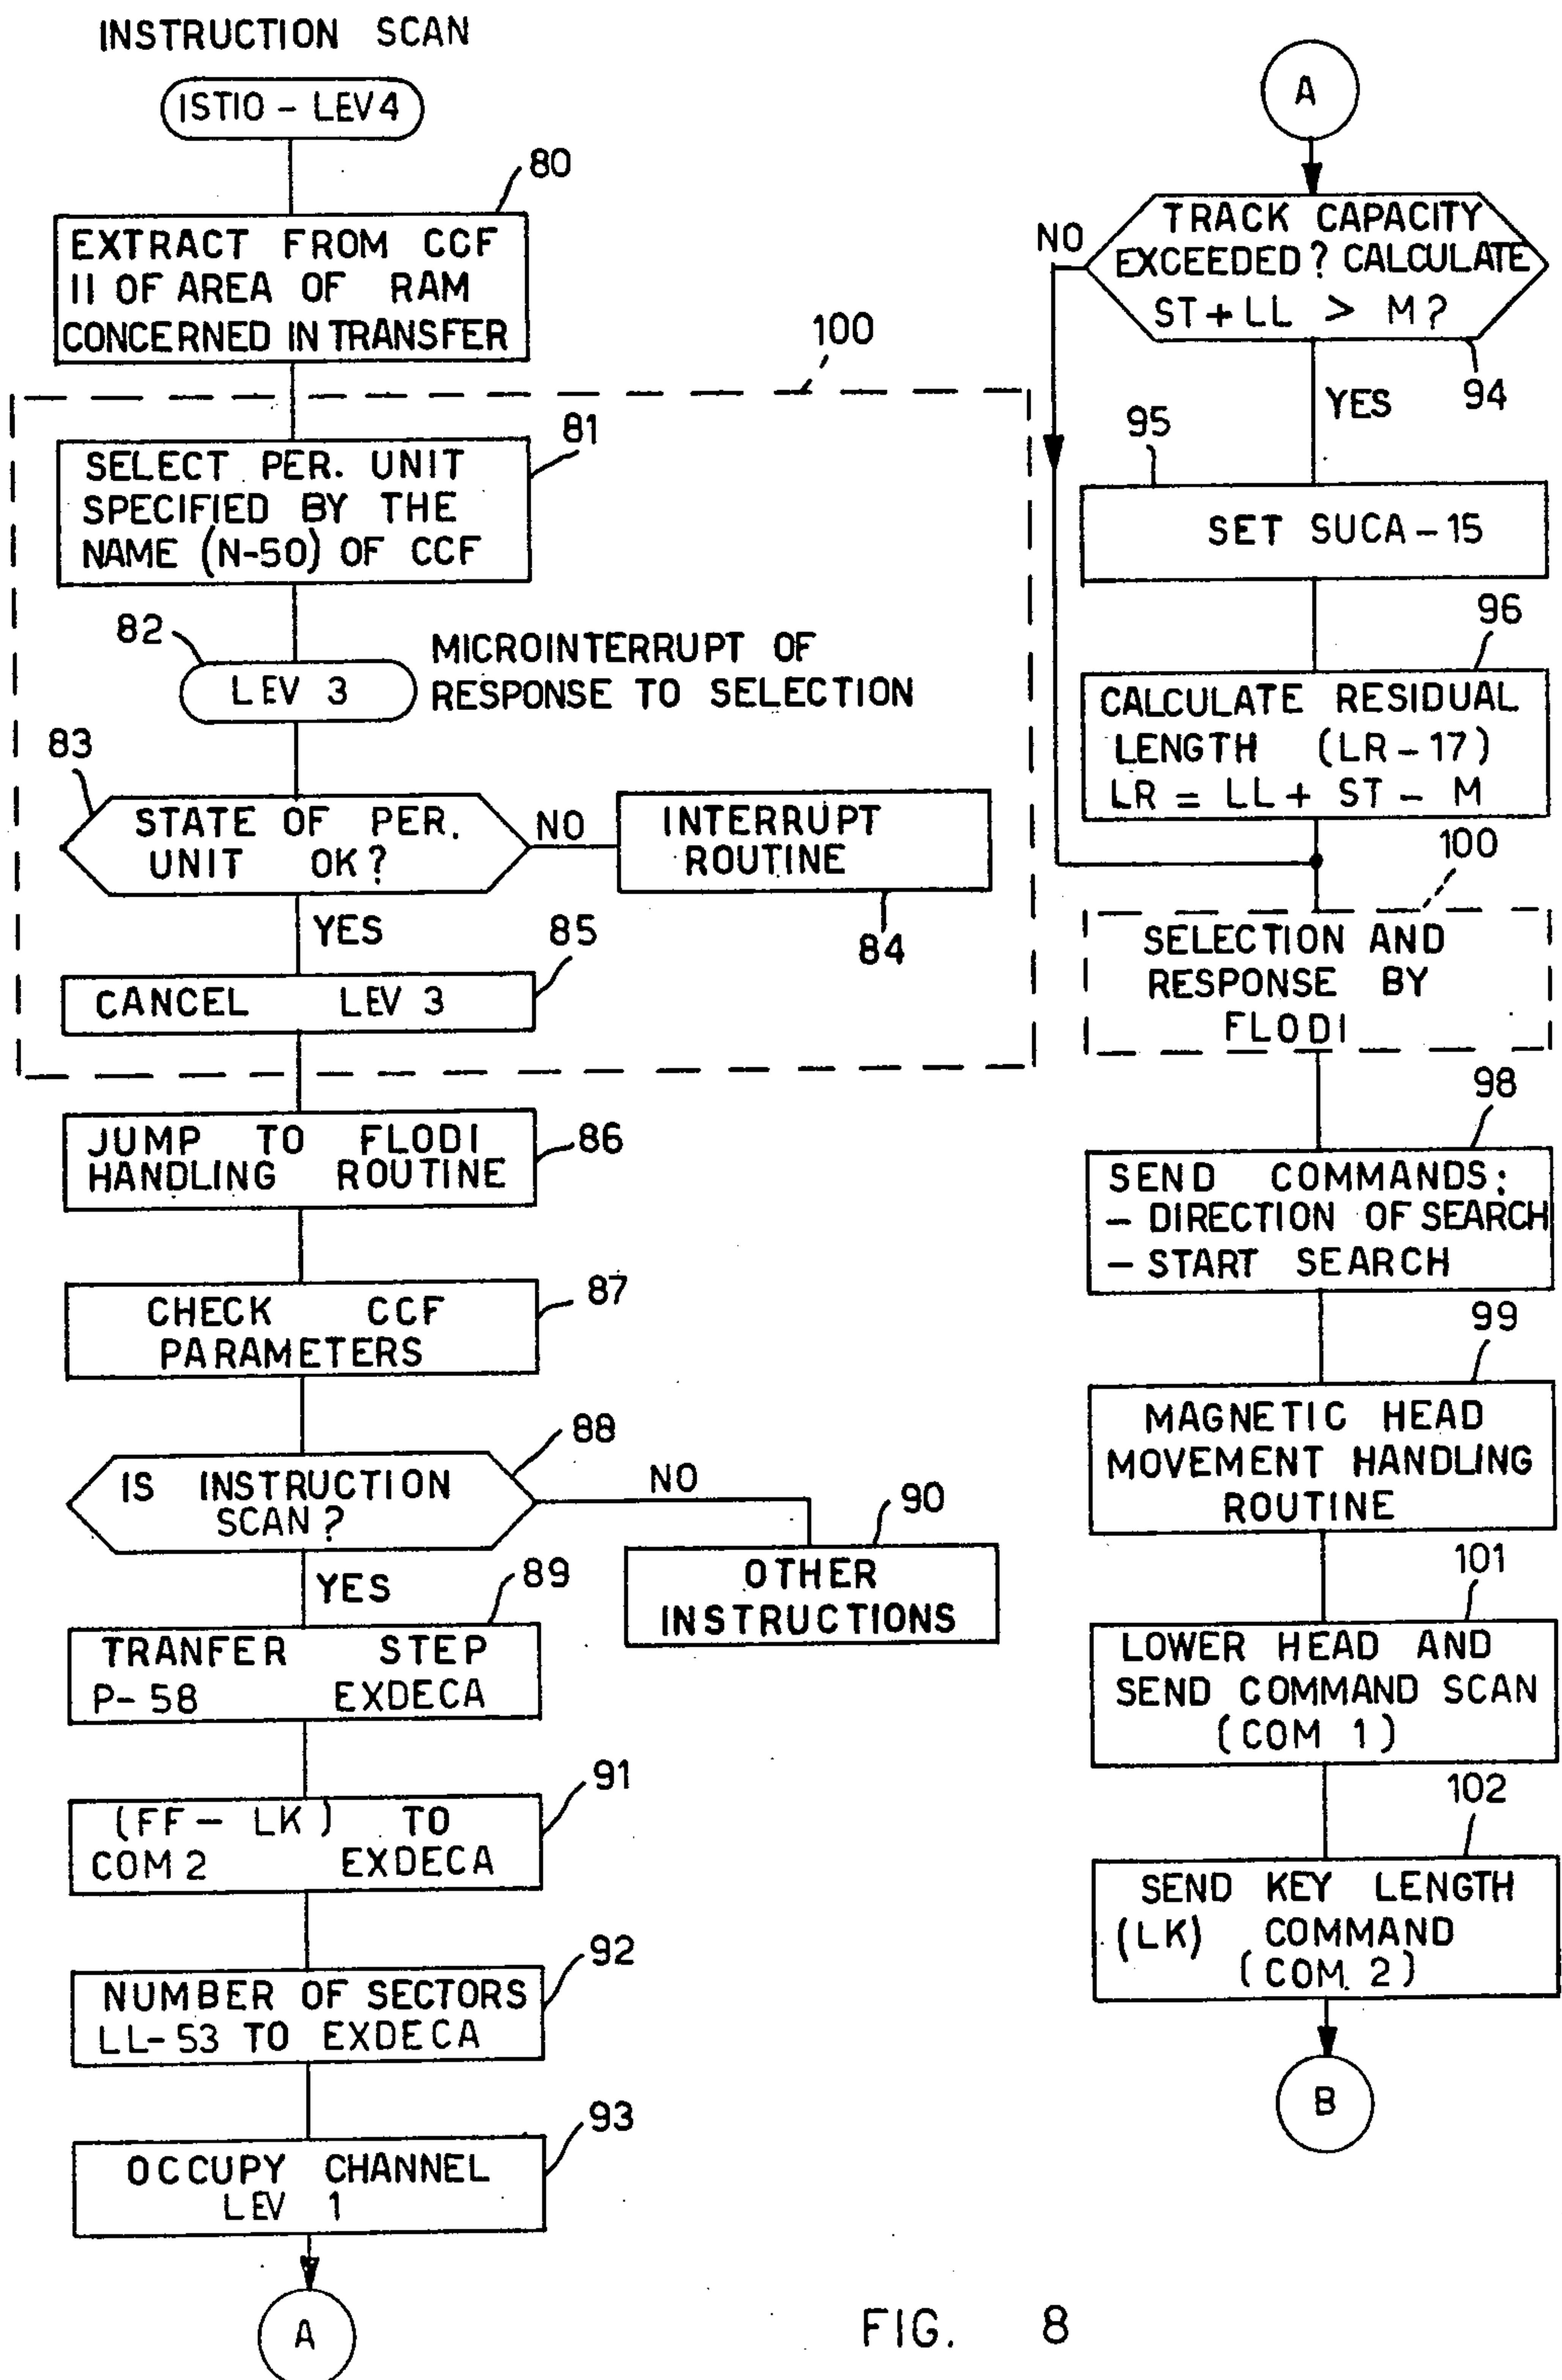 INSTRUCTION SCAN
ISTIO - LEV4
80
EXTRACT FROM CCF
II OF AREA OF RAM
CONCERNED IN TRANSFER
100
81
SELECT PER. UNIT
SPECIFIED BY THE
NAME (N-50) OF CCF
82
LEV 3
MICROINTERRUPT OF
RESPONSE TO SELECTION
83
STATE OF PER.
UNIT OK?
NO
INTERRUPT
ROUTINE
84
YES
85
CANCEL LEV 3
JUMP TO FLODI
HANDLING ROUTINE
86
CHECK CCF
PARAMETERS
87
88
IS INSTRUCTION
SCAN?
NO
90
OTHER
INSTRUCTIONS
YES
89
TRANFER STEP
P-58 EXDECA
91
(FF- LK) TO
COM2 EXDECA
92
NUMBER OF SECTORS
LL-53 TO EXDECA
93
OCCUPY CHANNEL
LEV 1
A
A
NO
TRACK CAPACITY
EXCEEDED? CALCULATE
ST+LL > M?
94
YES
95
SET SUCA-15
96
CALCULATE RESIDUAL
LENGTH (LR-17)
LR = LL+ ST- M
100
SELECTION AND
RESPONSE BY
FLODI
98
SEND COMMANDS:
- DIRECTION OF SEARCH
- START SEARCH
99
MAGNETIC HEAD
MOVEMENT HANDLING
ROUTINE
101
LOWER HEAD AND
SEND COMMAND SCAN
(COM 1)
102
SEND KEY LENGTH
(LK) COMMAND
(COM. 2)
B
FIG. 8